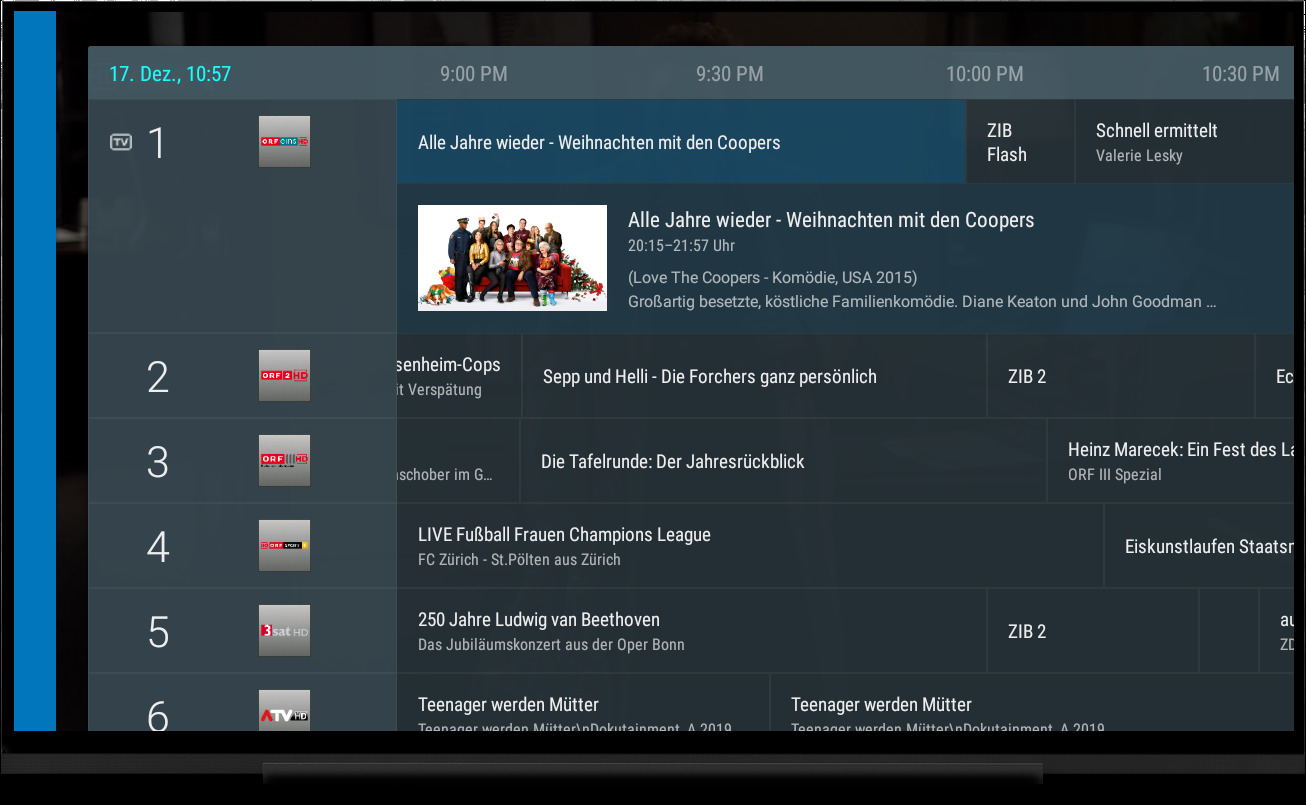 17. Dez., 10:57
9:00 PM
9:30 PM
10:00 PM
10:30 PM
TV
1
ORF eins HD
Alle Jahre wieder - Weihnachten mit den Coopers
ZIB
Flash
Schnell ermittelt
Valerie Lesky
Alle Jahre wieder - Weihnachten mit den Coopers
20:15–21:57 Uhr
(Love The Coopers - Komödie, USA 2015)
Großartig besetzte, köstliche Familienkomödie. Diane Keaton und John Goodman ...
2
ORF 2 HD
senheim-Cops
it Verspätung
Sepp und Helli - Die Forchers ganz persönlich
ZIB 2
Ec
3
ORF III HD
schober im G...
Die Tafelrunde: Der Jahresrückblick
Heinz Marecek: Ein Fest des La
ORF III Spezial
4
ORF SPORT
LIVE Fußball Frauen Champions League
FC Zürich - St.Pölten aus Zürich
Eiskunstlaufen Staatsm
5
3sat HD
250 Jahre Ludwig van Beethoven
Das Jubiläumskonzert aus der Oper Bonn
ZIB 2
au
ZD
6
ATV HD
Teenager werden Mütter
Teenager werden Mütter\nDokutainment, A 2019
Teenager werden Mütter
Teenager werden Mütter\nDokutainment, A 2019